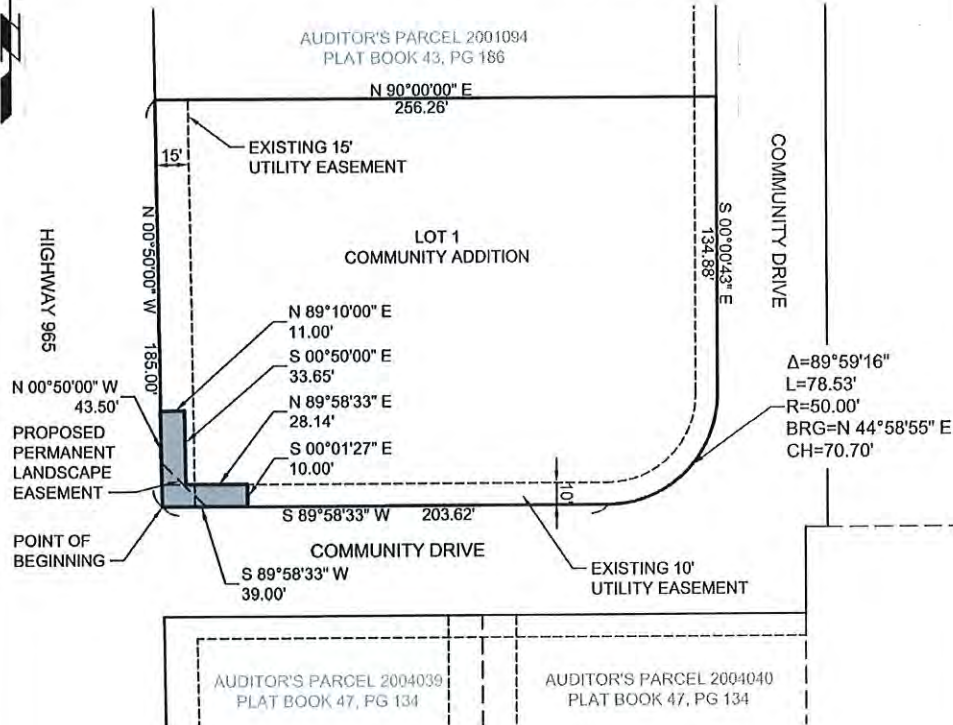 AUDITOR'S PARCEL 2001094
PLAT BOOK 43, PG 186
N 90°00'00" E
256.26'
EXISTING 15'
UTILITY EASEMENT
15'
COMMUNITY DRIVE
S 00°00'43" E
134.88'
LOT 1
COMMUNITY ADDITION
HIGHWAY 965
N 00°50'00" W
185.00'
N 89°10'00" E
11.00'
S 00°50'00" E
33.65'
N 89°58'33" E
28.14'
S 00°01'27" E
10.00'
N 00°50'00" W
43.50'
PROPOSED
PERMANENT
LANDSCAPE
EASEMENT
POINT OF
BEGINNING
Δ=89°59'16"
L=78.53'
R=50.00'
BRG=N 44°58'55" E
CH=70.70'
10'
S 89°58'33" W 203.62'
COMMUNITY DRIVE
S 89°58'33" W
39.00'
EXISTING 10'
UTILITY EASEMENT
AUDITOR'S PARCEL 2004039
PLAT BOOK 47, PG 134
AUDITOR'S PARCEL 2004040
PLAT BOOK 47, PG 134